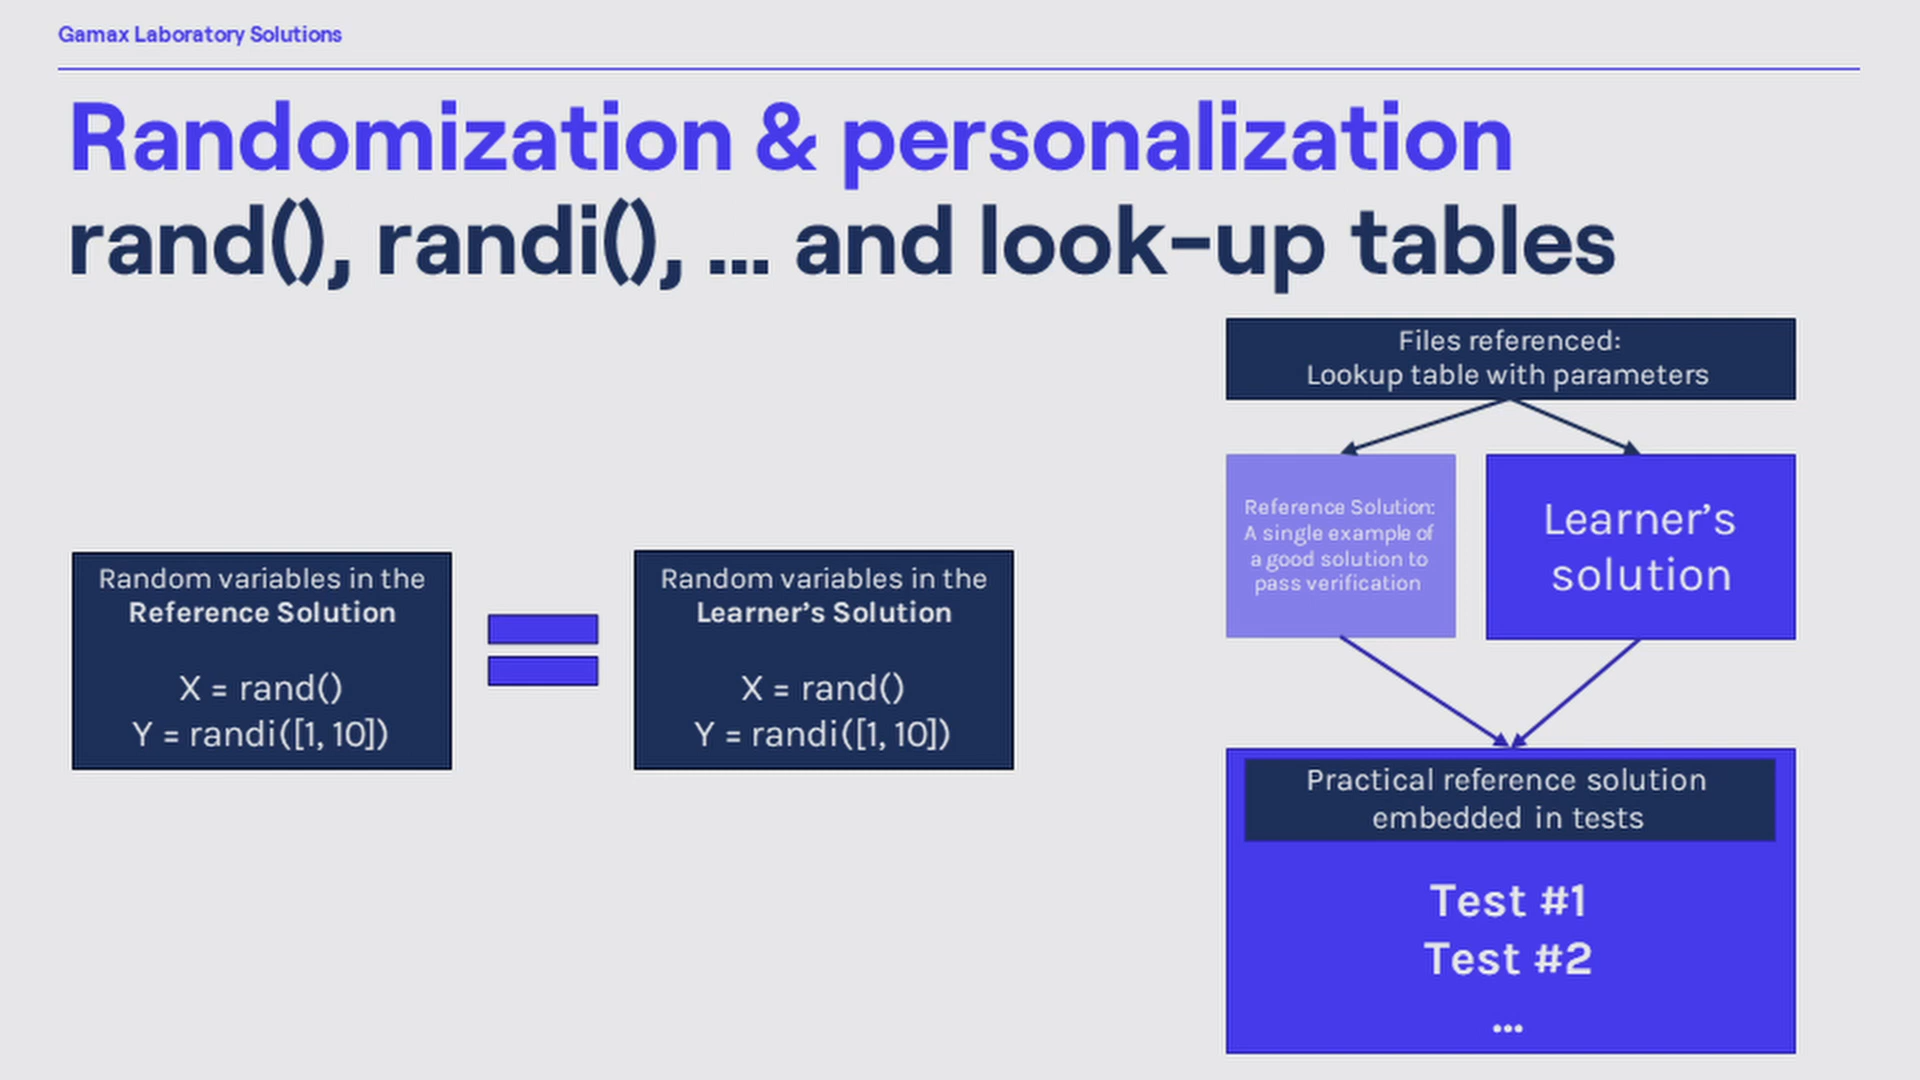 Gamax Laboratory Solutions
Randomization & personalization
rand(), randi(), ... and look-up tables
Random variables in the
Reference Solution
X = rand()
Y = randi([1, 10])
Random variables in the
Learner’s Solution
X = rand()
Y = randi([1, 10])
Files referenced:
Lookup table with parameters
Reference Solution:
A single example of
a good solution to
pass verification
Learner’s
solution
Practical reference solution
embedded in tests
Test #1
Test #2
...